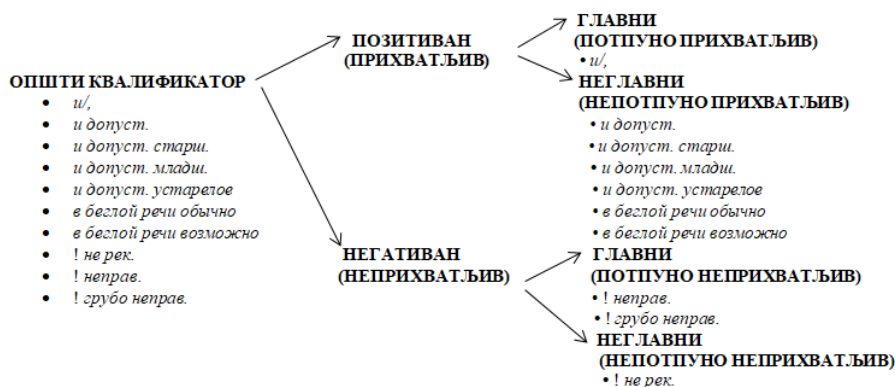 ОПШТИ КВАЛИФИКАТОР
• и/,
• и допуст.
• и допуст. старш.
• и допуст. младш.
• и допуст. устарелое
• в беглой речи обычно
• в беглой речи возможно
• ! не рек.
• ! неправ.
• ! грубо неправ.
ПОЗИТИВАН
(ПРИХВАТЉИВ)
ГЛАВНИ
(ПОТПУНО ПРИХВАТЉИВ)
• и/,
НЕГЛАВНИ
(НЕПОТПУНО ПРИХВАТЉИВ)
• и допуст.
• и допуст. старш.
• и допуст. младш.
• и допуст. устарелое
• в беглой речи обычно
• в беглой речи возможно
НЕГАТИВАН
(НЕПРИХВАТЉИВ)
ГЛАВНИ
(ПОТПУНО НЕПРИХВАТЉИВ)
• ! неправ.
• ! грубо неправ.
НЕГЛАВНИ
(НЕПОТПУНО НЕПРИХВАТЉИВ)
• ! не рек.